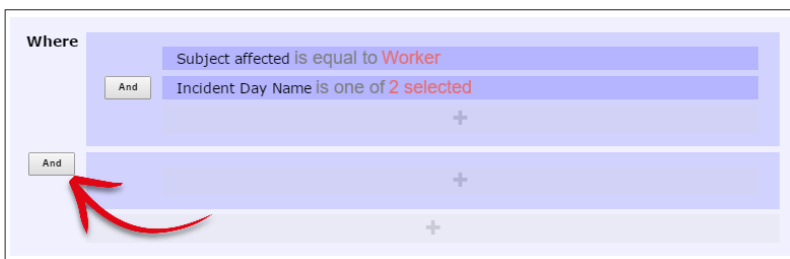 Where
Subject affected is equal to Worker
And
Incident Day Name is one of 2 selected
+
And
+
+